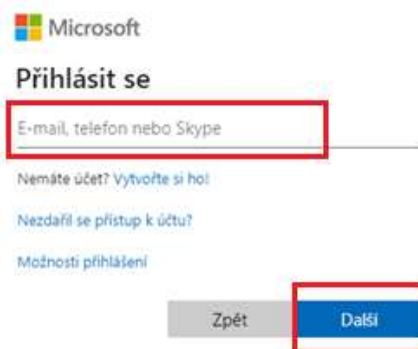 Microsoft
Přihlásit se
E-mail, telefon nebo Skype
Nemáte účet? Vytvořte si ho!
Nezdařil se přístup k účtu?
Možnosti přihlášení
Zpět
Další